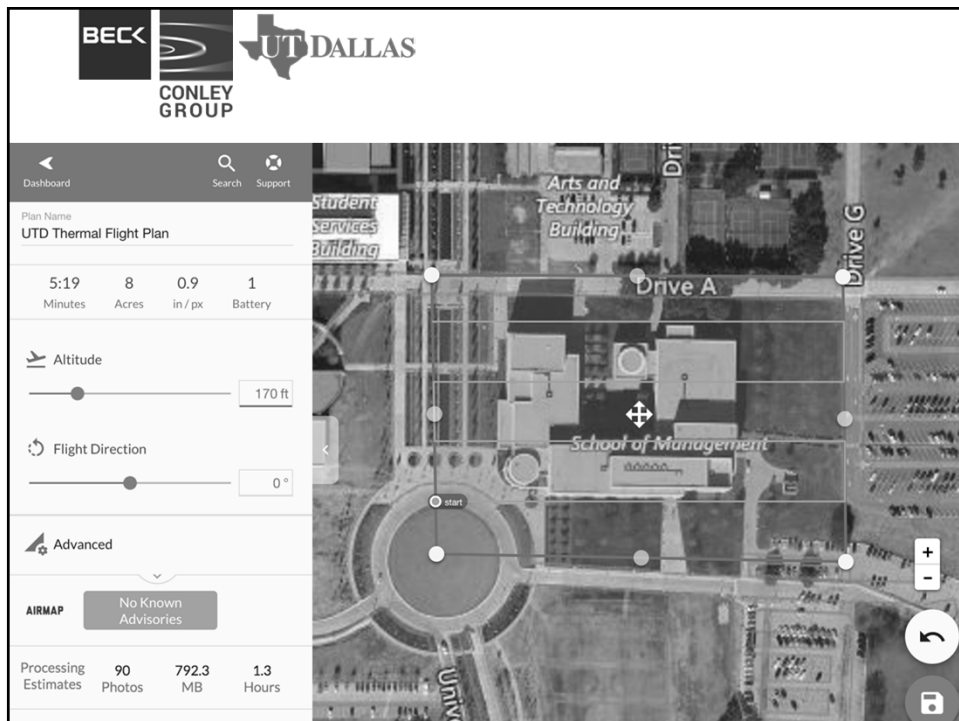 BECK
CONLEY
GROUP
UT DALLAS
Dashboard
Search
Support
Plan Name
UTD Thermal Flight Plan
5:19
8
0.9
1
Minutes
Acres
in / px
Battery
Altitude
170 ft
Flight Direction
0 °
Advanced
AIRMAP
No Known
Advisories
Processing
Estimates
90
Photos
792.3
MB
1.3
Hours
Student
Services
Building
Arts and
Technology
Building
Dri
Drive G
Drive A
School of Management
start
Unive
+
−